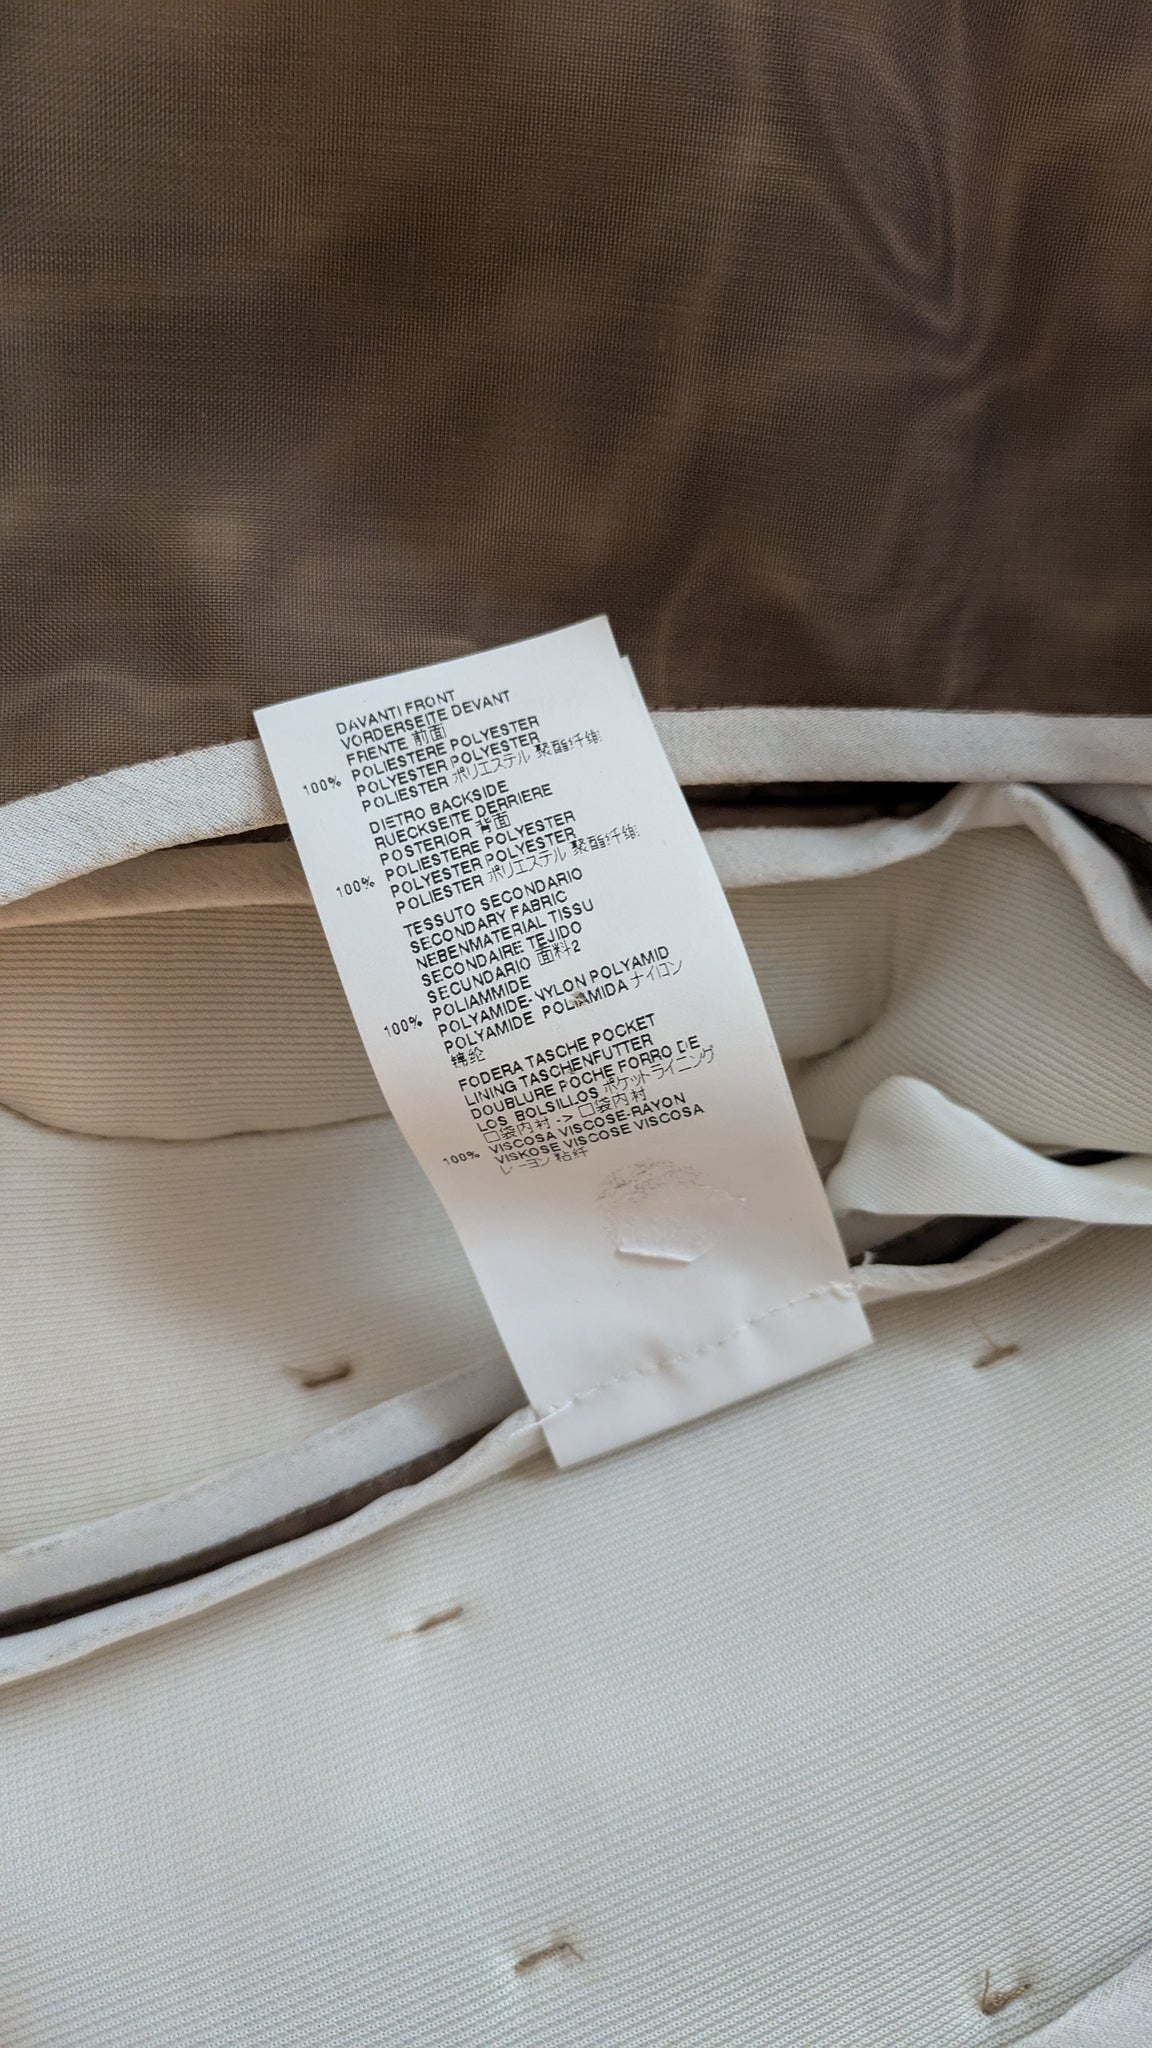 DAVANTI FRONT
VORDERSEITE DEVANT
FRENTE 前面
100% POLIESTERE POLYESTER
POLYESTER POLYESTER
POLIESTER ポリエステル 聚酯纤维
DIETRO BACKSIDE
RUECKSEITE DERRIERE
POSTERIOR 背面
100% POLIESTERE POLYESTER
POLYESTER POLYESTER
POLIESTER ポリエステル 聚酯纤维
TESSUTO SECONDARIO
SECONDARY FABRIC
NEBENMATERIAL TISSU
SECONDAIRE TEJIDO
SECUNDARIO 面料2
100% POLIAMMIDE
POLYAMIDE-NYLON POLYAMID
POLYAMIDE POLIAMIDA ナイロン
锦纶
FODERA TASCHE POCKET
LINING TASCHENFUTTER
DOUBLURE POCHE FORRO DE
LOS BOLSILLOS ポケットライニング
口袋内衬 -> 口袋内衬
100% VISCOSA VISCOSE-RAYON
VISKOSE VISCOSE VISCOSA
レーヨン 粘纤